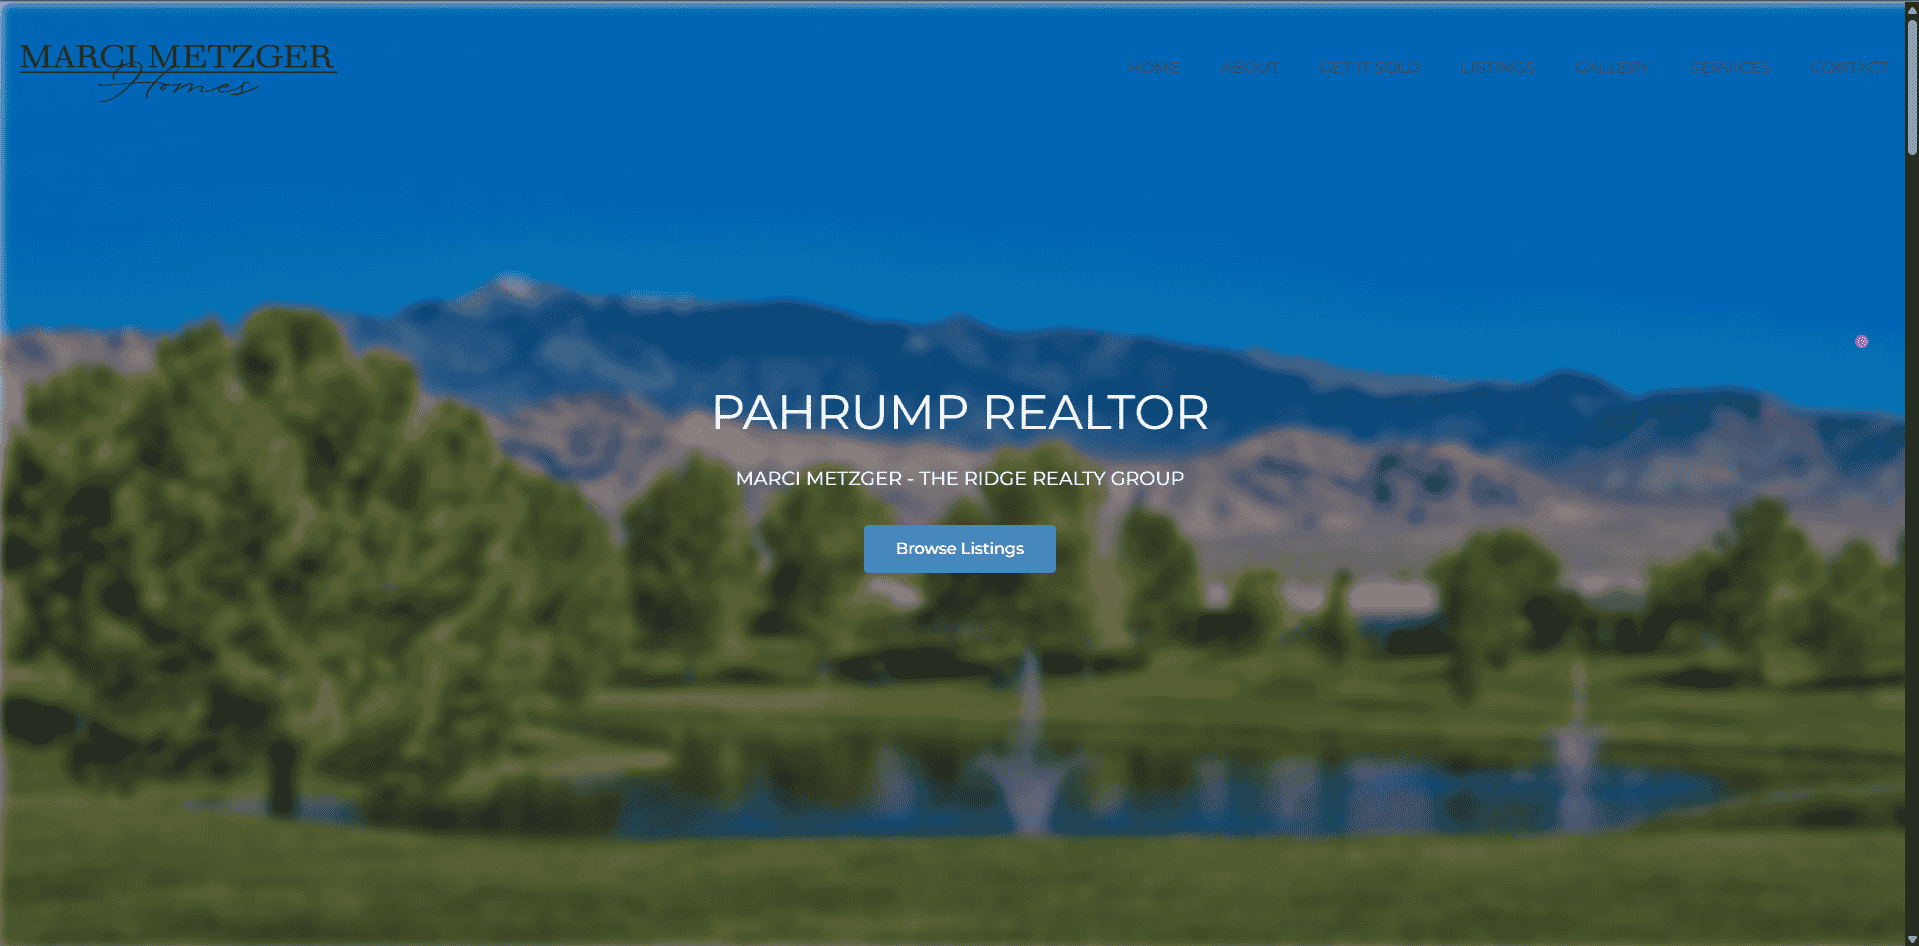 MARCI METZGER
Homes
HOME ABOUT GET IT SOLD LISTINGS GALLERY SERVICES CONTACT
PAHRUMP REALTOR
MARCI METZGER - THE RIDGE REALTY GROUP
Browse Listings